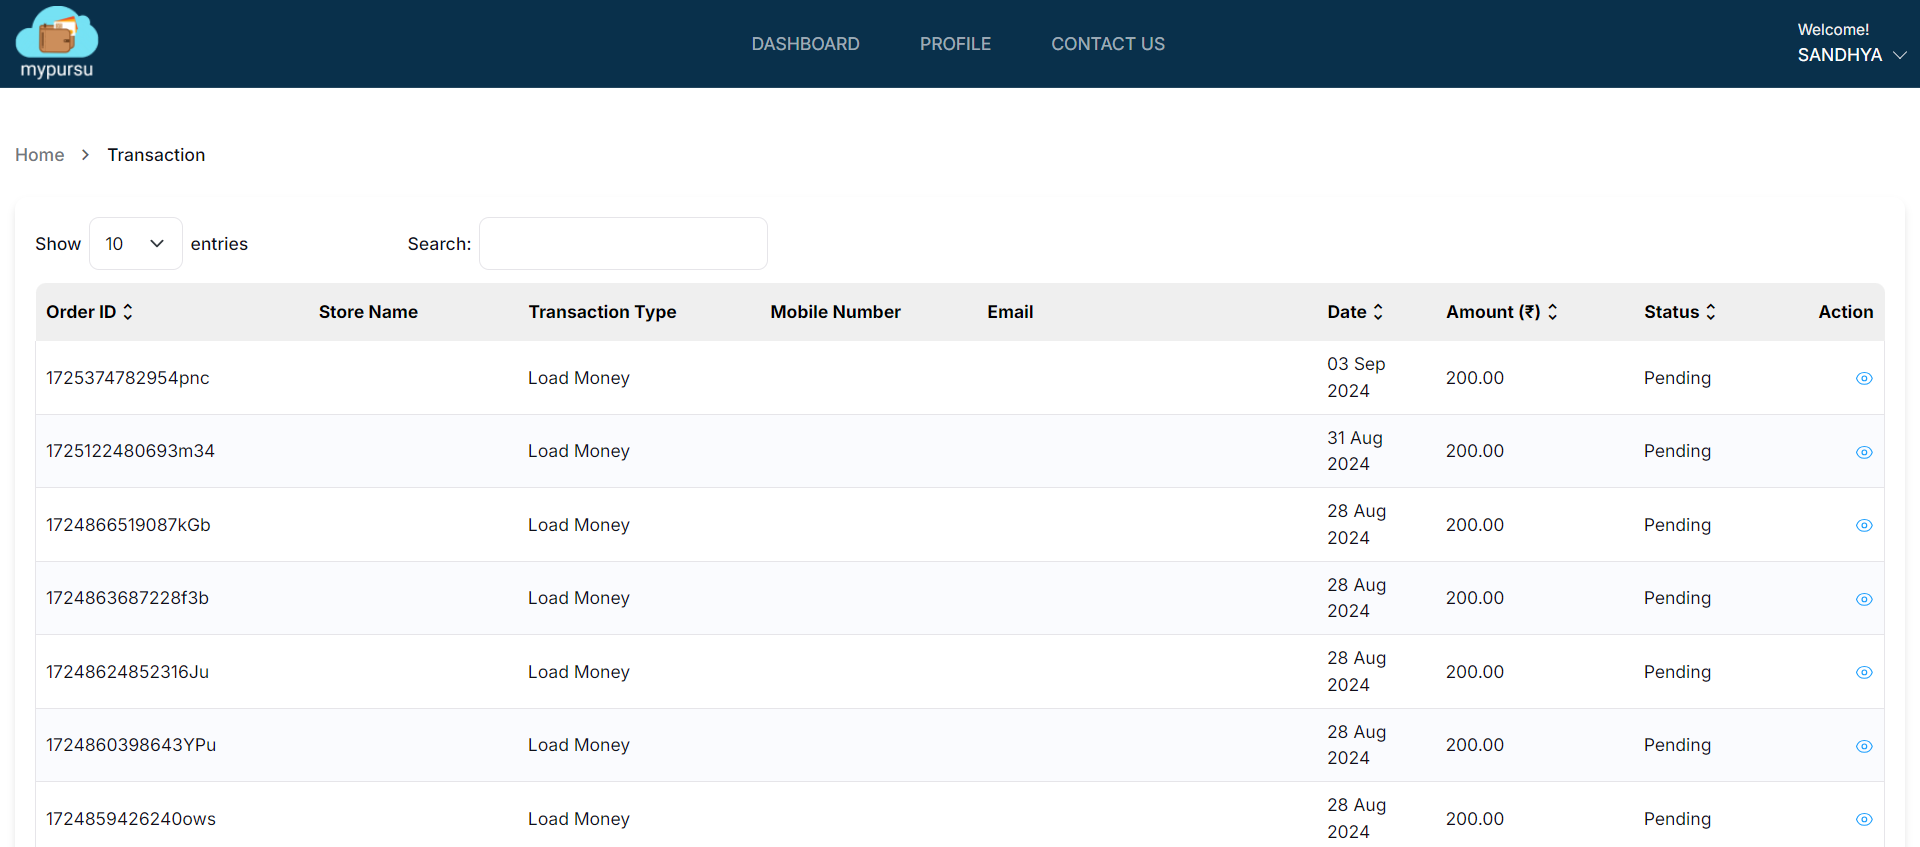 mypursu
DASHBOARD PROFILE CONTACT US
Welcome!
SANDHYA
Home > Transaction
Show 10 entries Search:
Order ID Store Name Transaction Type Mobile Number Email Date Amount (₹) Status Action
1725374782954pnc Load Money 03 Sep 2024 200.00 Pending
1725122480693m34 Load Money 31 Aug 2024 200.00 Pending
1724866519087kGb Load Money 28 Aug 2024 200.00 Pending
1724863687228f3b Load Money 28 Aug 2024 200.00 Pending
17248624852316Ju Load Money 28 Aug 2024 200.00 Pending
1724860398643YPu Load Money 28 Aug 2024 200.00 Pending
1724859426240ows Load Money 28 Aug 2024 200.00 Pending